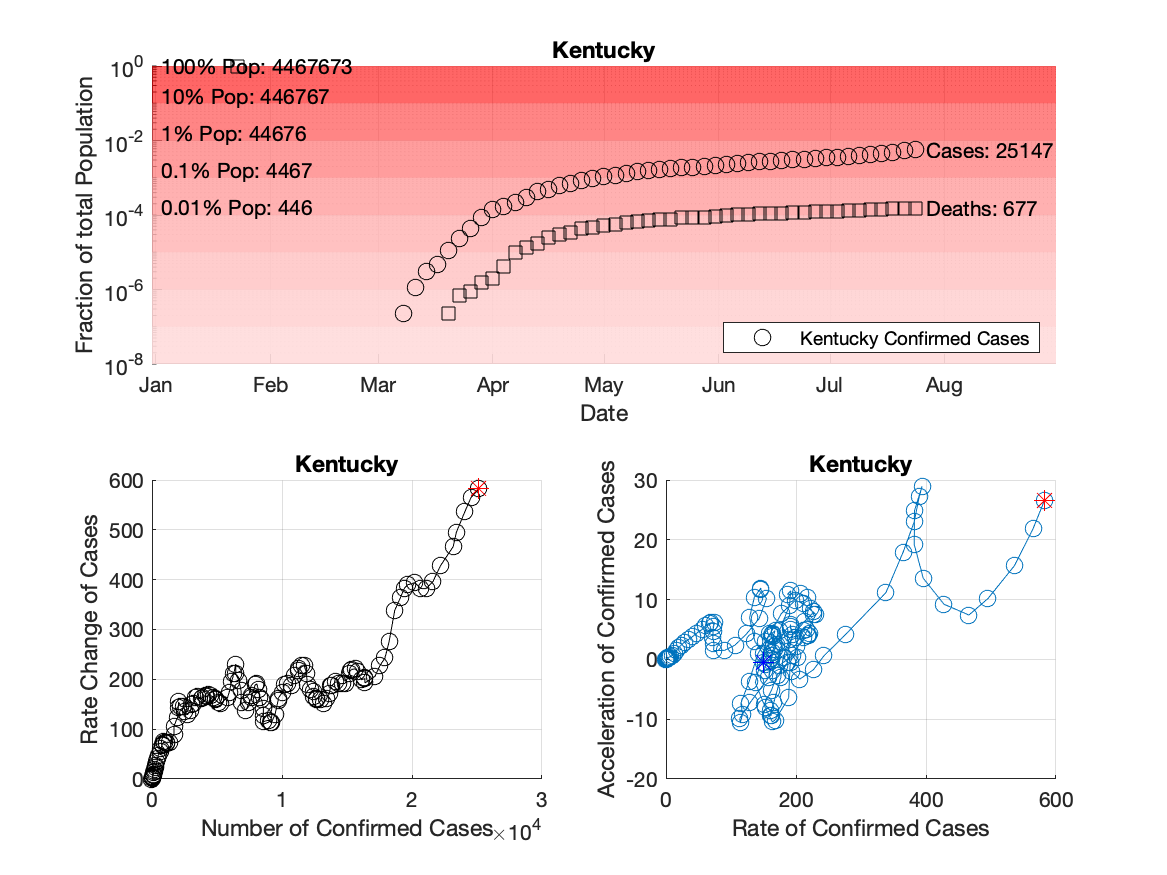 Kentucky
10^0
10^-2
10^-4
10^-6
10^-8
Fraction of total Population
100% Pop: 4467673
10% Pop: 446767
1% Pop: 44676
0.1% Pop: 4467
0.01% Pop: 446
Cases: 25147
Deaths: 677
Kentucky Confirmed Cases
Jan Feb Mar Apr May Jun Jul Aug
Date
Kentucky
600
500
400
300
200
100
0
Rate Change of Cases
0 1 2 3
Number of Confirmed Cases ×10^4
Kentucky
30
20
10
0
-10
-20
Acceleration of Confirmed Cases
0 200 400 600
Rate of Confirmed Cases